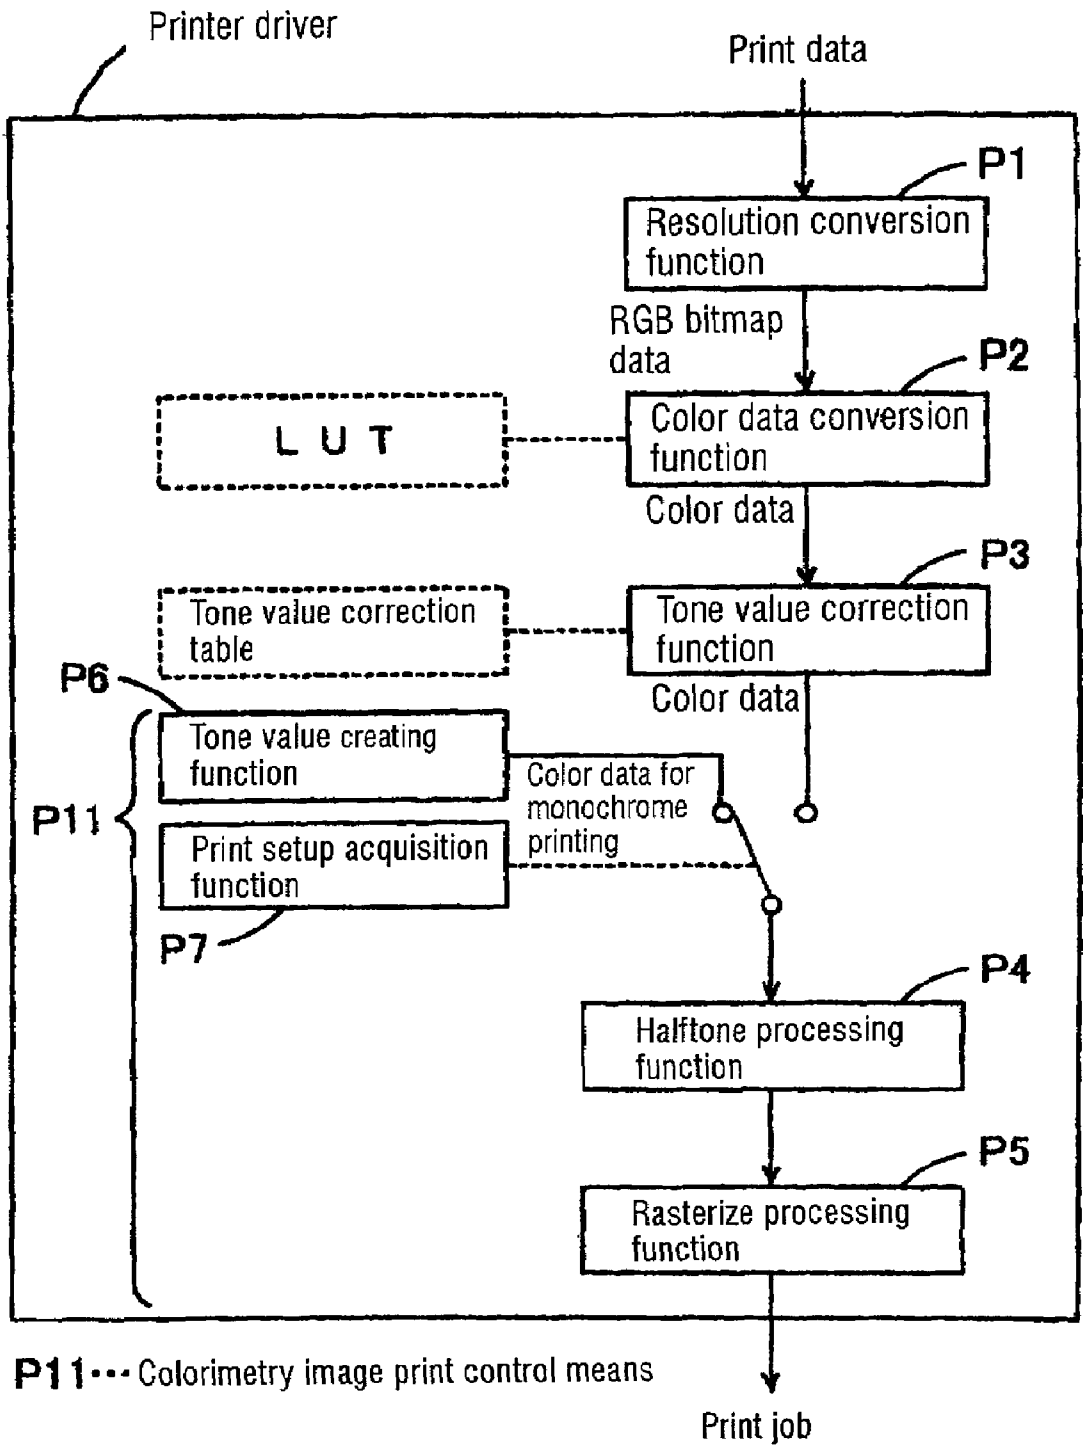 Printer driver
Print data
P1
Resolution conversion
function
RGB bitmap
data
P2
L U T
Color data conversion
function
Color data
P3
Tone value correction
table
Tone value correction
function
P6
Color data
Tone value creating
function
Color data for
monochrome
printing
P11
Print setup acquisition
function
P7
P4
Halftone processing
function
P5
Rasterize processing
function
P11••• Colorimetry image print control means
Print job